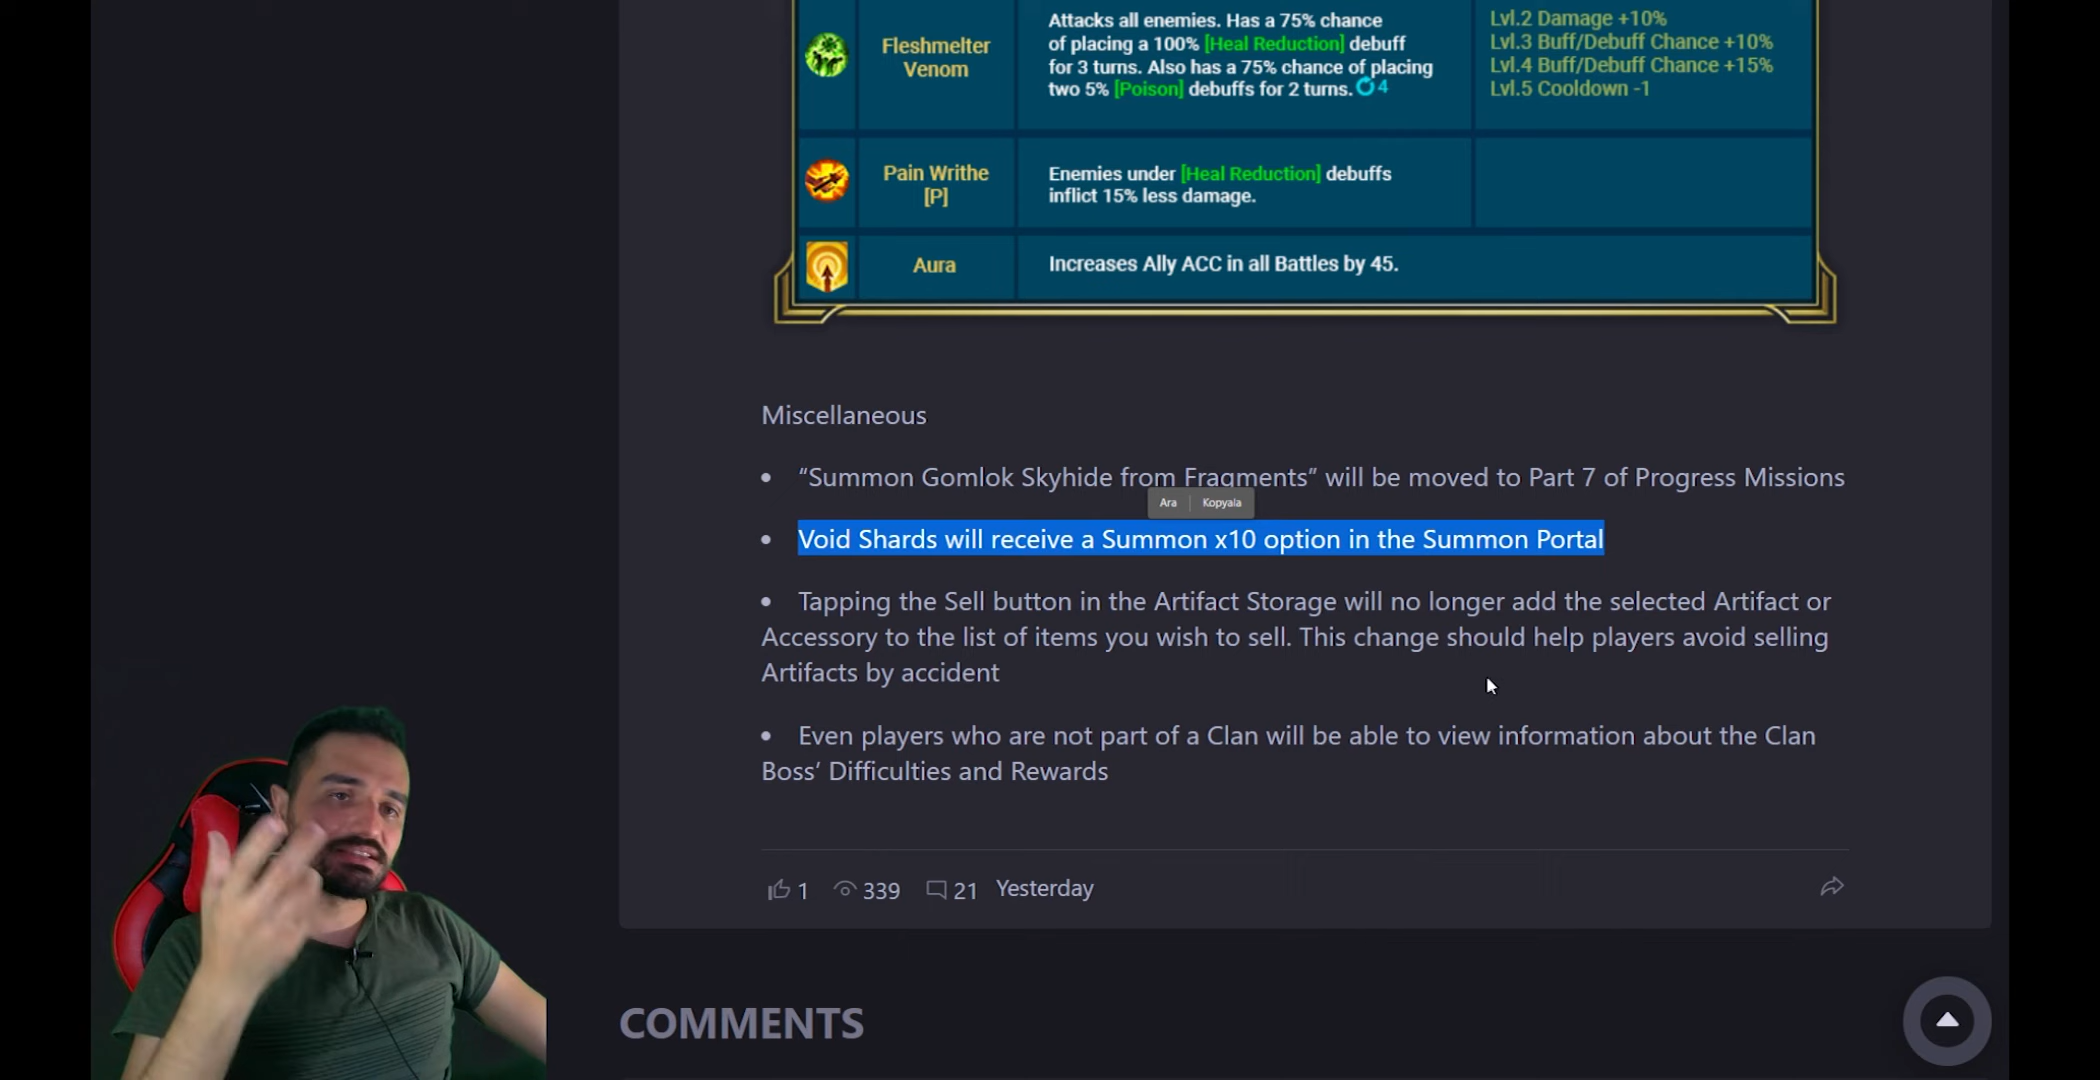 Fleshmelter
Venom
Attacks all enemies. Has a 75% chance
of placing a 100% [Heal Reduction] debuff
for 3 turns. Also has a 75% chance of placing
two 5% [Poison] debuffs for 2 turns. 4
Lvl.2 Damage +10%
Lvl.3 Buff/Debuff Chance +10%
Lvl.4 Buff/Debuff Chance +15%
Lvl.5 Cooldown -1
Pain Writhe
[P]
Enemies under [Heal Reduction] debuffs
inflict 15% less damage.
Aura
Increases Ally ACC in all Battles by 45.
Miscellaneous
• “Summon Gomlok Skyhide from Fragments” will be moved to Part 7 of Progress Missions
Ara | Kopyala
• Void Shards will receive a Summon x10 option in the Summon Portal
• Tapping the Sell button in the Artifact Storage will no longer add the selected Artifact or
Accessory to the list of items you wish to sell. This change should help players avoid selling
Artifacts by accident
• Even players who are not part of a Clan will be able to view information about the Clan
Boss’ Difficulties and Rewards
1 339 21 Yesterday
COMMENTS